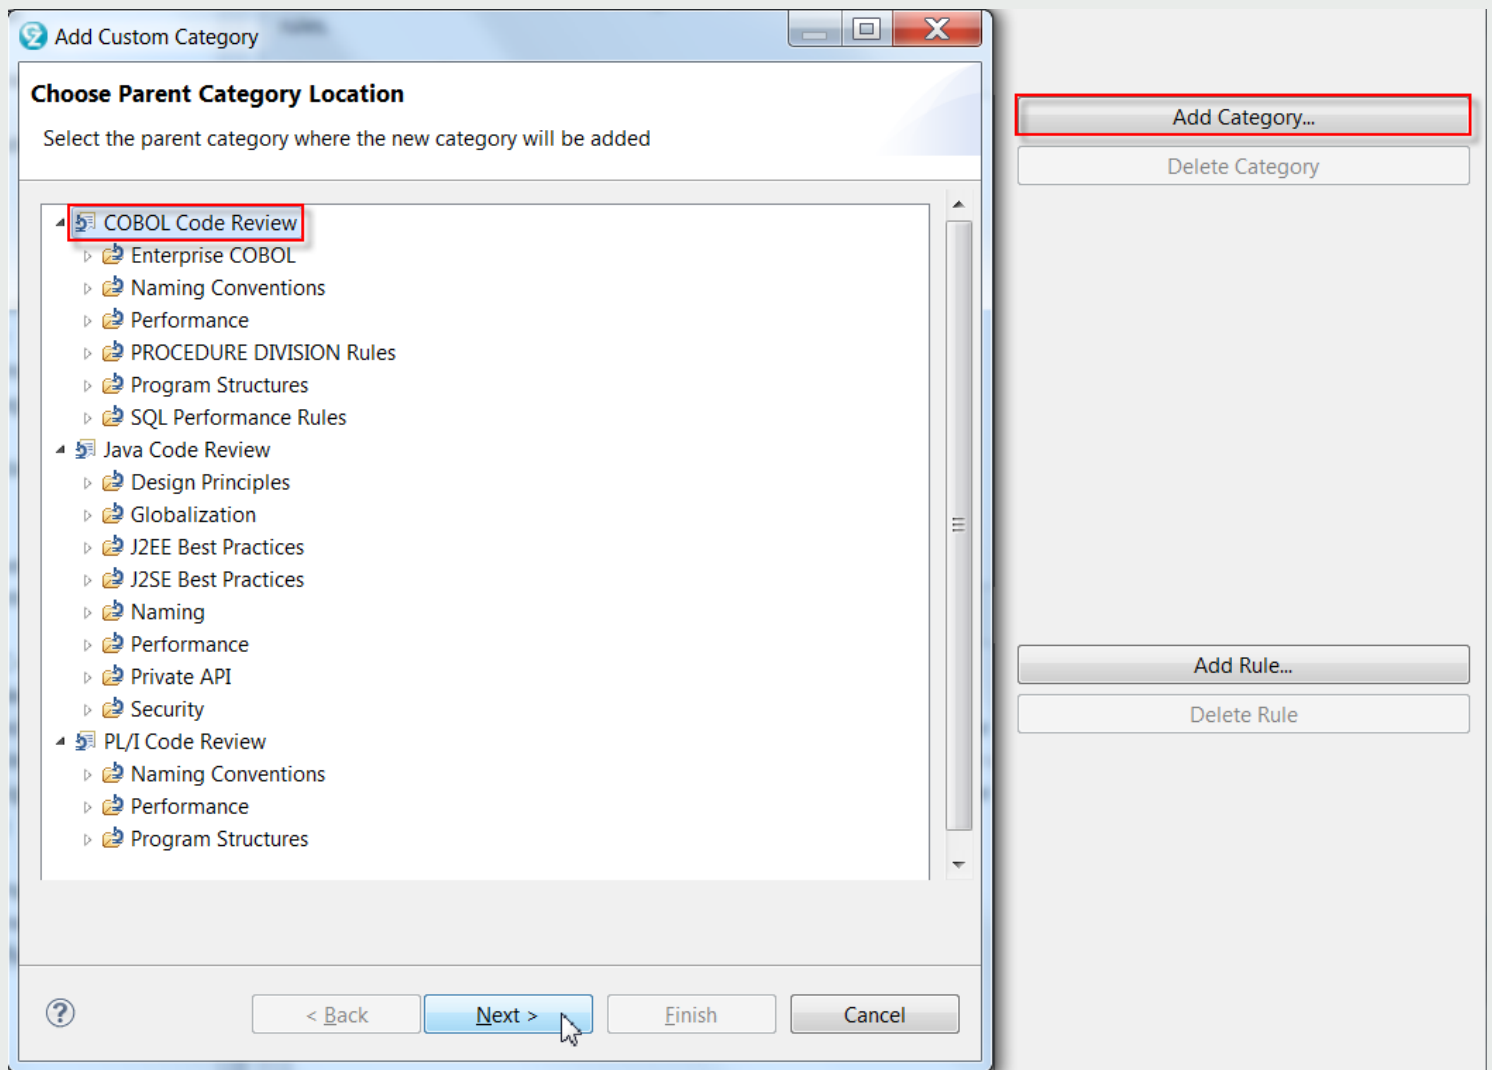 Add Custom Category
Choose Parent Category Location
Select the parent category where the new category will be added
COBOL Code Review
Enterprise COBOL
Naming Conventions
Performance
PROCEDURE DIVISION Rules
Program Structures
SQL Performance Rules
Java Code Review
Design Principles
Globalization
J2EE Best Practices
J2SE Best Practices
Naming
Performance
Private API
Security
PL/I Code Review
Naming Conventions
Performance
Program Structures
< Back
Next >
Finish
Cancel
Add Category...
Delete Category
Add Rule...
Delete Rule